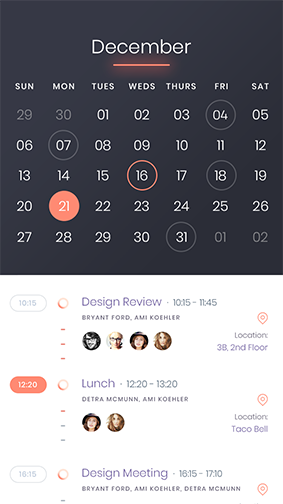 December
SUN MON TUES WEDS THURS FRI SAT
29 30 01 02 03 04 05
06 07 08 09 10 11 12
13 14 15 16 17 18 19
20 21 22 23 24 25 26
27 28 29 30 31 01 02
10:15 Design Review · 10:15 - 11:45
BRYANT FORD, AMI KOEHLER
Location:
3B, 2nd Floor
12:20 Lunch · 12:20 - 13:20
DETRA MCMUNN, AMI KOEHLER
Location:
Taco Bell
16:15 Design Meeting · 16:15 - 17:10
BRYANT FORD, AMI KOEHLER, DETRA MCMUNN
Location: